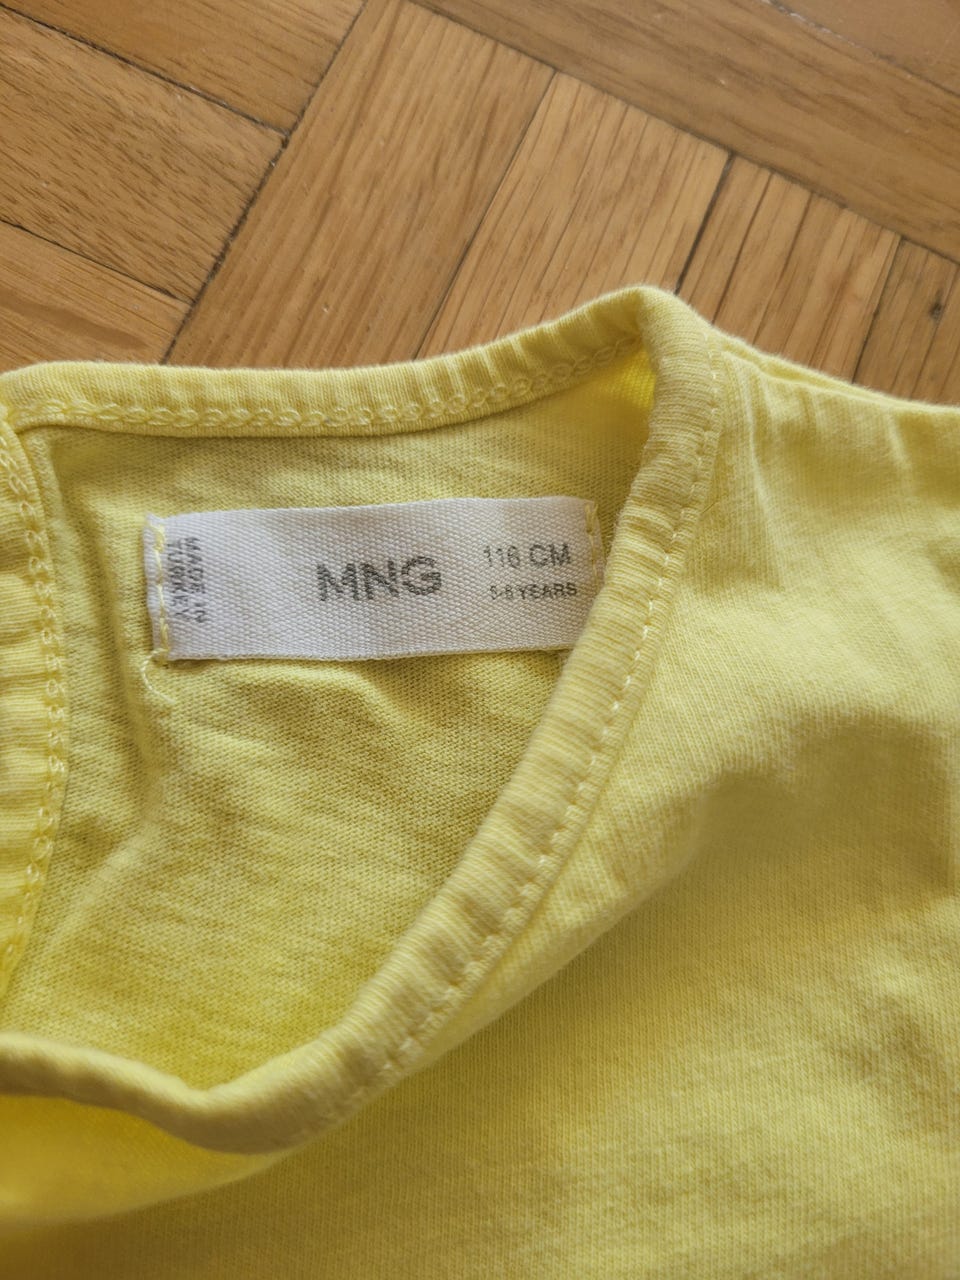 MADE IN
TURKEY
MNG
116 CM
5-6 YEARS